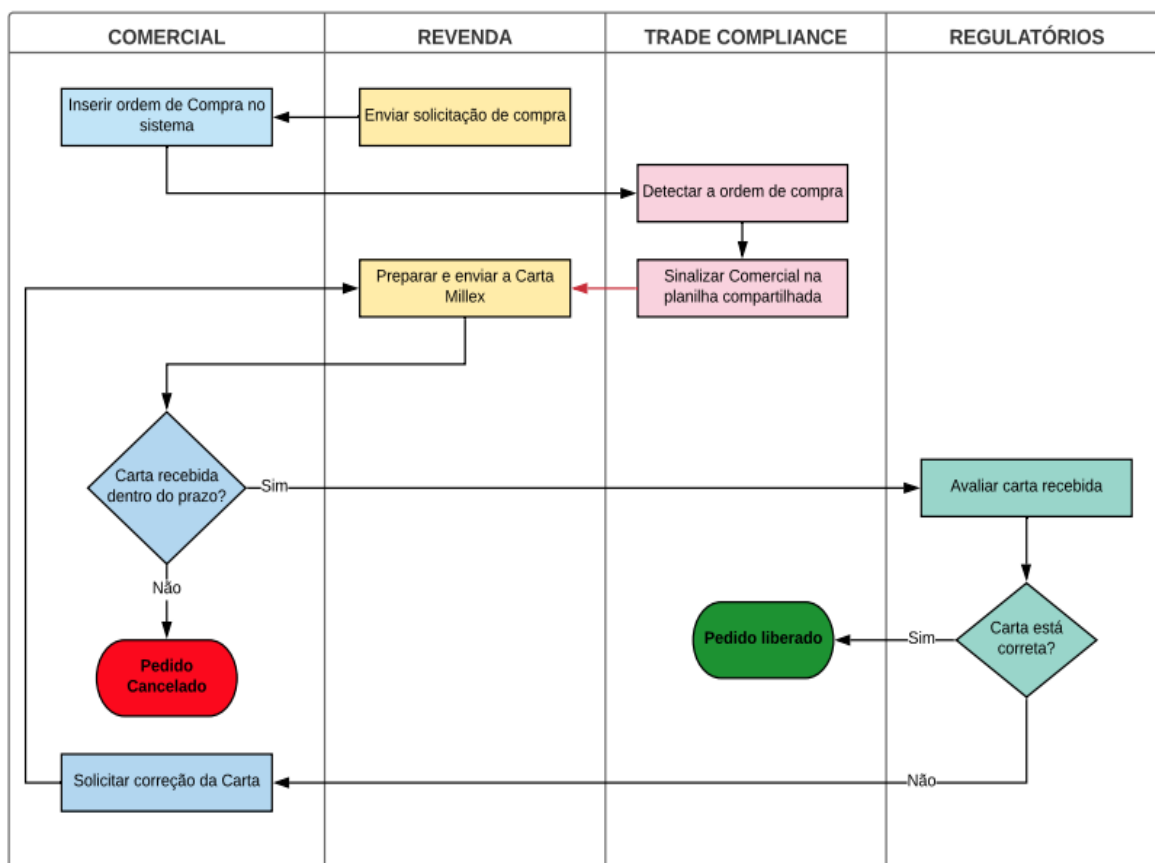 COMERCIAL
REVENDA
TRADE COMPLIANCE
REGULATÓRIOS
Inserir ordem de Compra no
sistema
Enviar solicitação de compra
Detectar a ordem de compra
Preparar e enviar a Carta
Millex
Sinalizar Comercial na
planilha compartilhada
Carta recebida
dentro do prazo?
Sim
Avaliar carta recebida
Não
Pedido
Cancelado
Pedido liberado
Sim
Carta está
correta?
Solicitar correção da Carta
Não